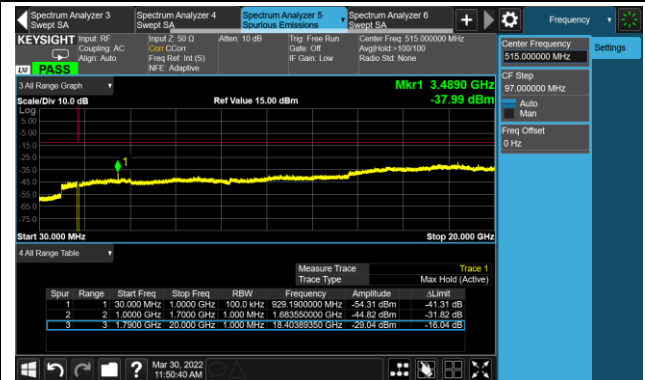 Spectrum Analyzer 3
Swept SA
Spectrum Analyzer 4
Swept SA
Spectrum Analyzer 5
Spurious Emissions
Spectrum Analyzer 6
Swept SA
+
Frequency
KEYSIGHT
Input: RF
Coupling: AC
Align: Auto
Input Z: 50 Ω
Corr CCorr
Freq Ref: Int (S)
NFE: Adaptive
Atten: 10 dB
Trig: Free Run
Gate: Off
IF Gain: Low
Center Freq: 515.000000 MHz
Avg|Hold:>100/100
Radio Std: None
LXI
PASS
Center Frequency
515.000000 MHz
Settings
CF Step
97.000000 MHz
Auto
Man
Freq Offset
0 Hz
3 All Range Graph
Mkr1 3.4890 GHz
Scale/Div 10.0 dB
Ref Value 15.00 dBm
-37.99 dBm
Log
5.00
-5.00
-15.0
-25.0
-35.0
-45.0
-55.0
-65.0
-75.0
1
Start 30.000 MHz
Stop 20.000 GHz
4 All Range Table
Measure Trace Trace 1
Trace Type Max Hold (Active)
Spur Range Start Freq Stop Freq RBW Frequency Amplitude ΔLimit
1 1 30.000 MHz 1.0000 GHz 100.0 kHz 929.1900000 MHz -54.31 dBm -41.31 dB
2 2 1.0000 GHz 1.7000 GHz 1.000 MHz 1.683550000 GHz -44.82 dBm -31.82 dB
3 3 1.7900 GHz 20.000 GHz 1.000 MHz 18.40389350 GHz -29.04 dBm -16.04 dB
?
Mar 30, 2022
11:50:40 AM